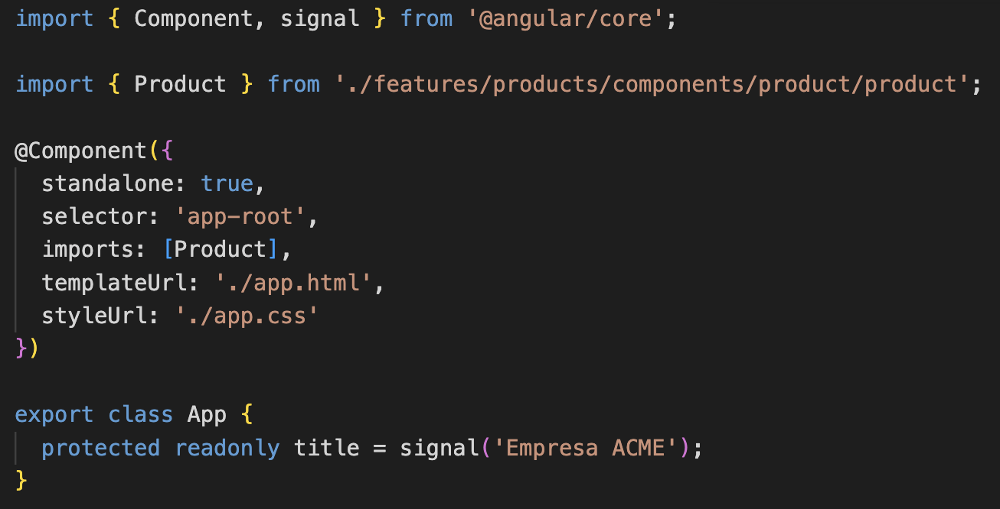 import { Component, signal } from '@angular/core';
import { Product } from './features/products/components/product/product';
@Component({
  standalone: true,
  selector: 'app-root',
  imports: [Product],
  templateUrl: './app.html',
  styleUrl: './app.css'
})
export class App {
  protected readonly title = signal('Empresa ACME');
}